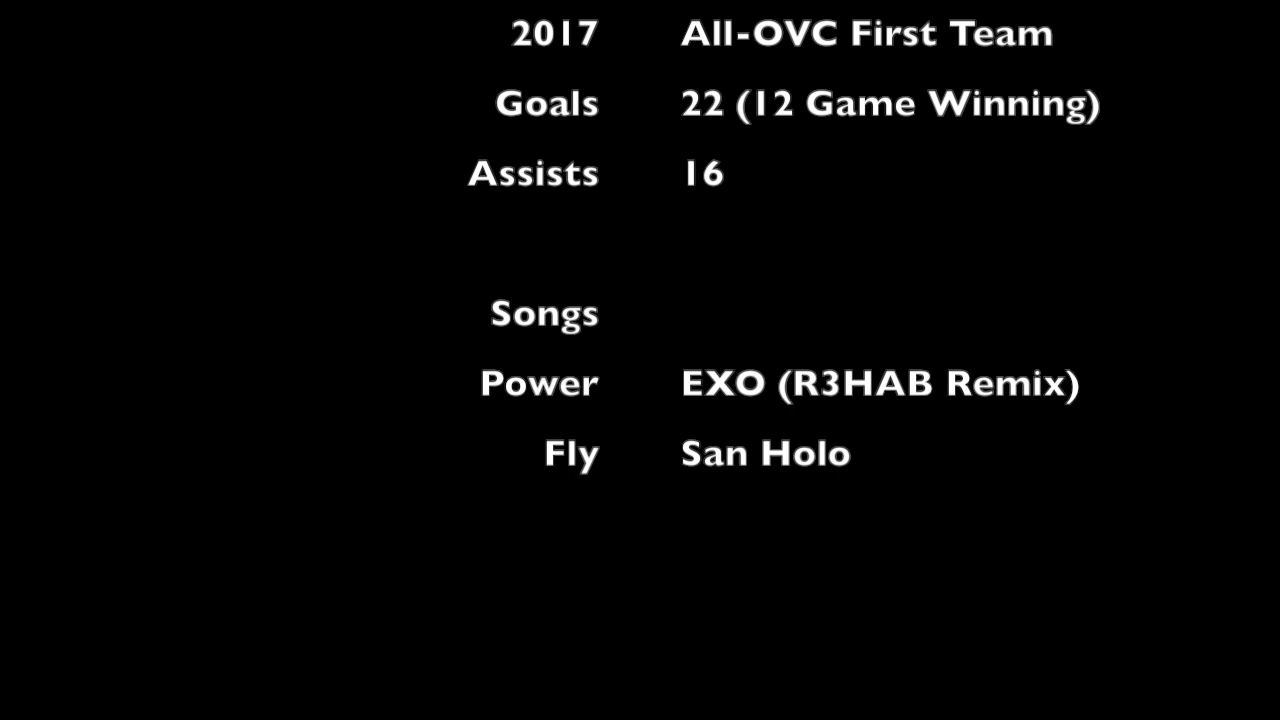 2017 All-OVC First Team
Goals 22 (12 Game Winning)
Assists 16
Songs
Power EXO (R3HAB Remix)
Fly San Holo